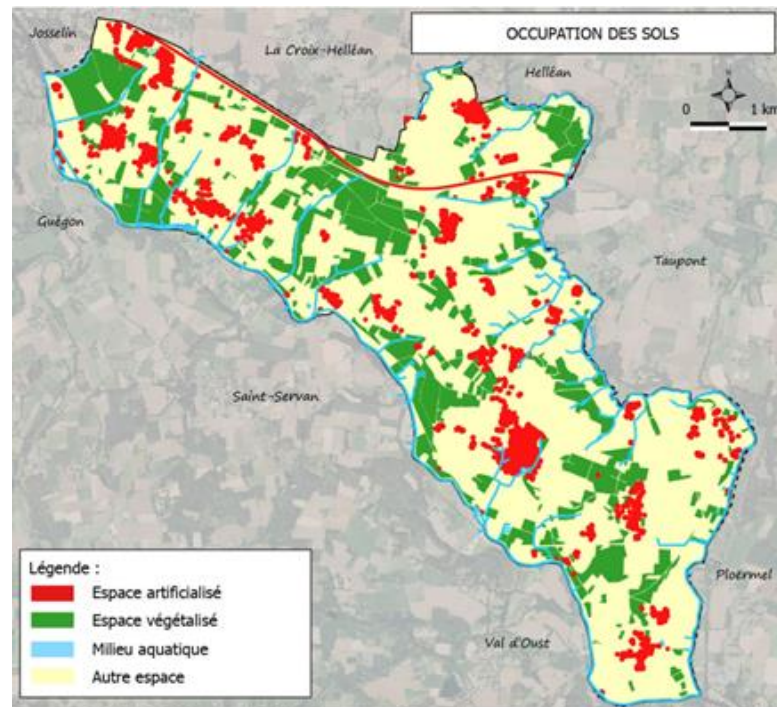 OCCUPATION DES SOLS
Josselin
La Croix-Helléan
Helléan
N
0 1 km
Guégon
Taupont
Saint-Servan
Ploërmel
Val d'Oust
Légende :
Espace artificialisé
Espace végétalisé
Milieu aquatique
Autre espace